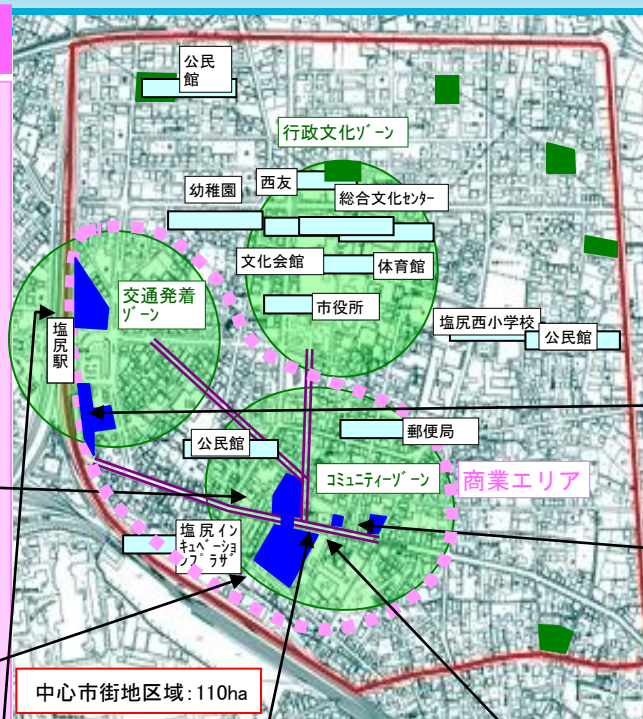 公民
館
行政文化ｿﾞｰﾝ
西友
幼稚園
総合文化ｾﾝﾀｰ
文化会館
体育館
交通発着
ｿﾞｰﾝ
市役所
塩尻駅
塩尻西小学校
公民館
郵便局
公民館
ｺﾐｭﾆﾃｨｰｿﾞｰﾝ
商業エリア
塩尻イン
ｷｭﾍﾞｰｼｮ
ﾝﾌﾟﾗｻﾞ
中心市街地区域：110ha